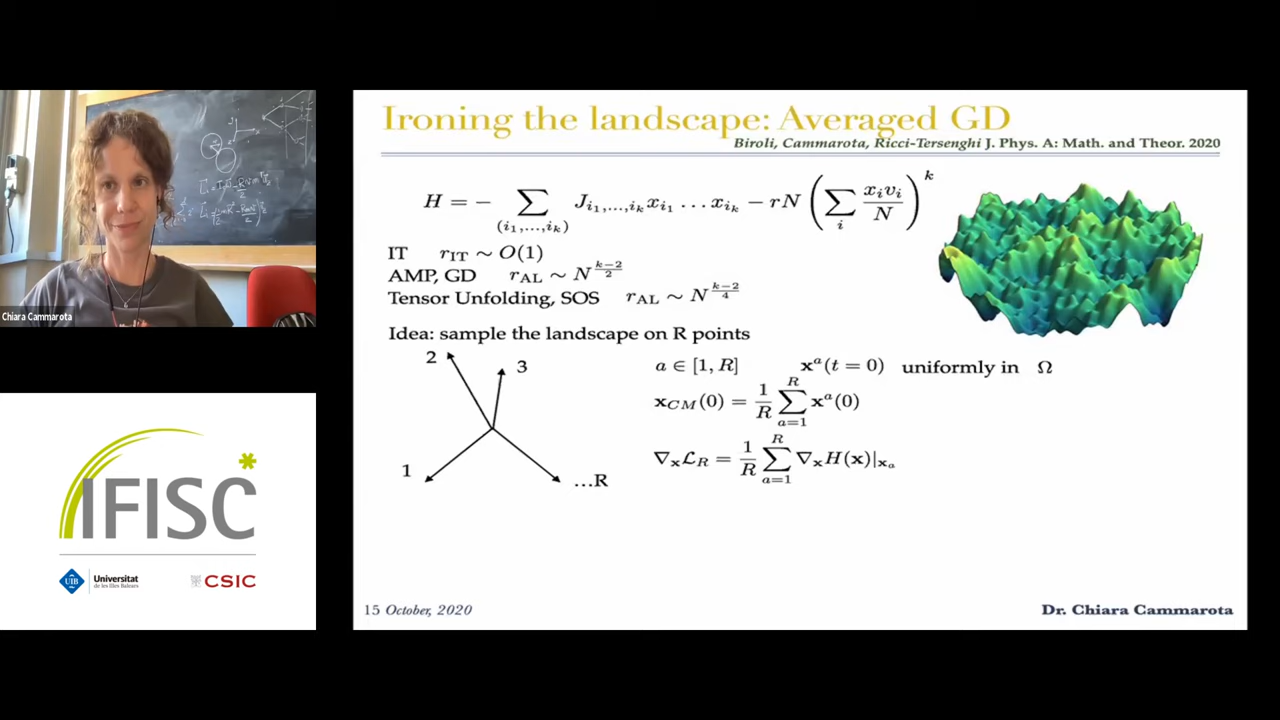 Ironing the landscape: Averaged GD
Biroli, Cammarota, Ricci-Tersenghi J. Phys. A: Math. and Theor. 2020
H = − ∑_{(i_1,...,i_k)} J_{i_1,...,i_k} x_{i_1} ... x_{i_k} − rN (∑_i x_i v_i / N)^k
IT r_IT ∼ O(1)
AMP, GD r_AL ∼ N^{(k−2)/2}
Tensor Unfolding, SOS r_AL ∼ N^{(k−2)/4}
Idea: sample the landscape on R points
1
2
3
...R
a ∈ [1, R] x^a(t = 0) uniformly in Ω
x_CM(0) = 1/R ∑_{a=1}^{R} x^a(0)
∇_x ℒ_R = 1/R ∑_{a=1}^{R} ∇_x H(x)|_{x_a}
15 October, 2020
Dr. Chiara Cammarota
Chiara Cammarota
IFISC
UIB
Universitat
de les Illes Balears
CSIC